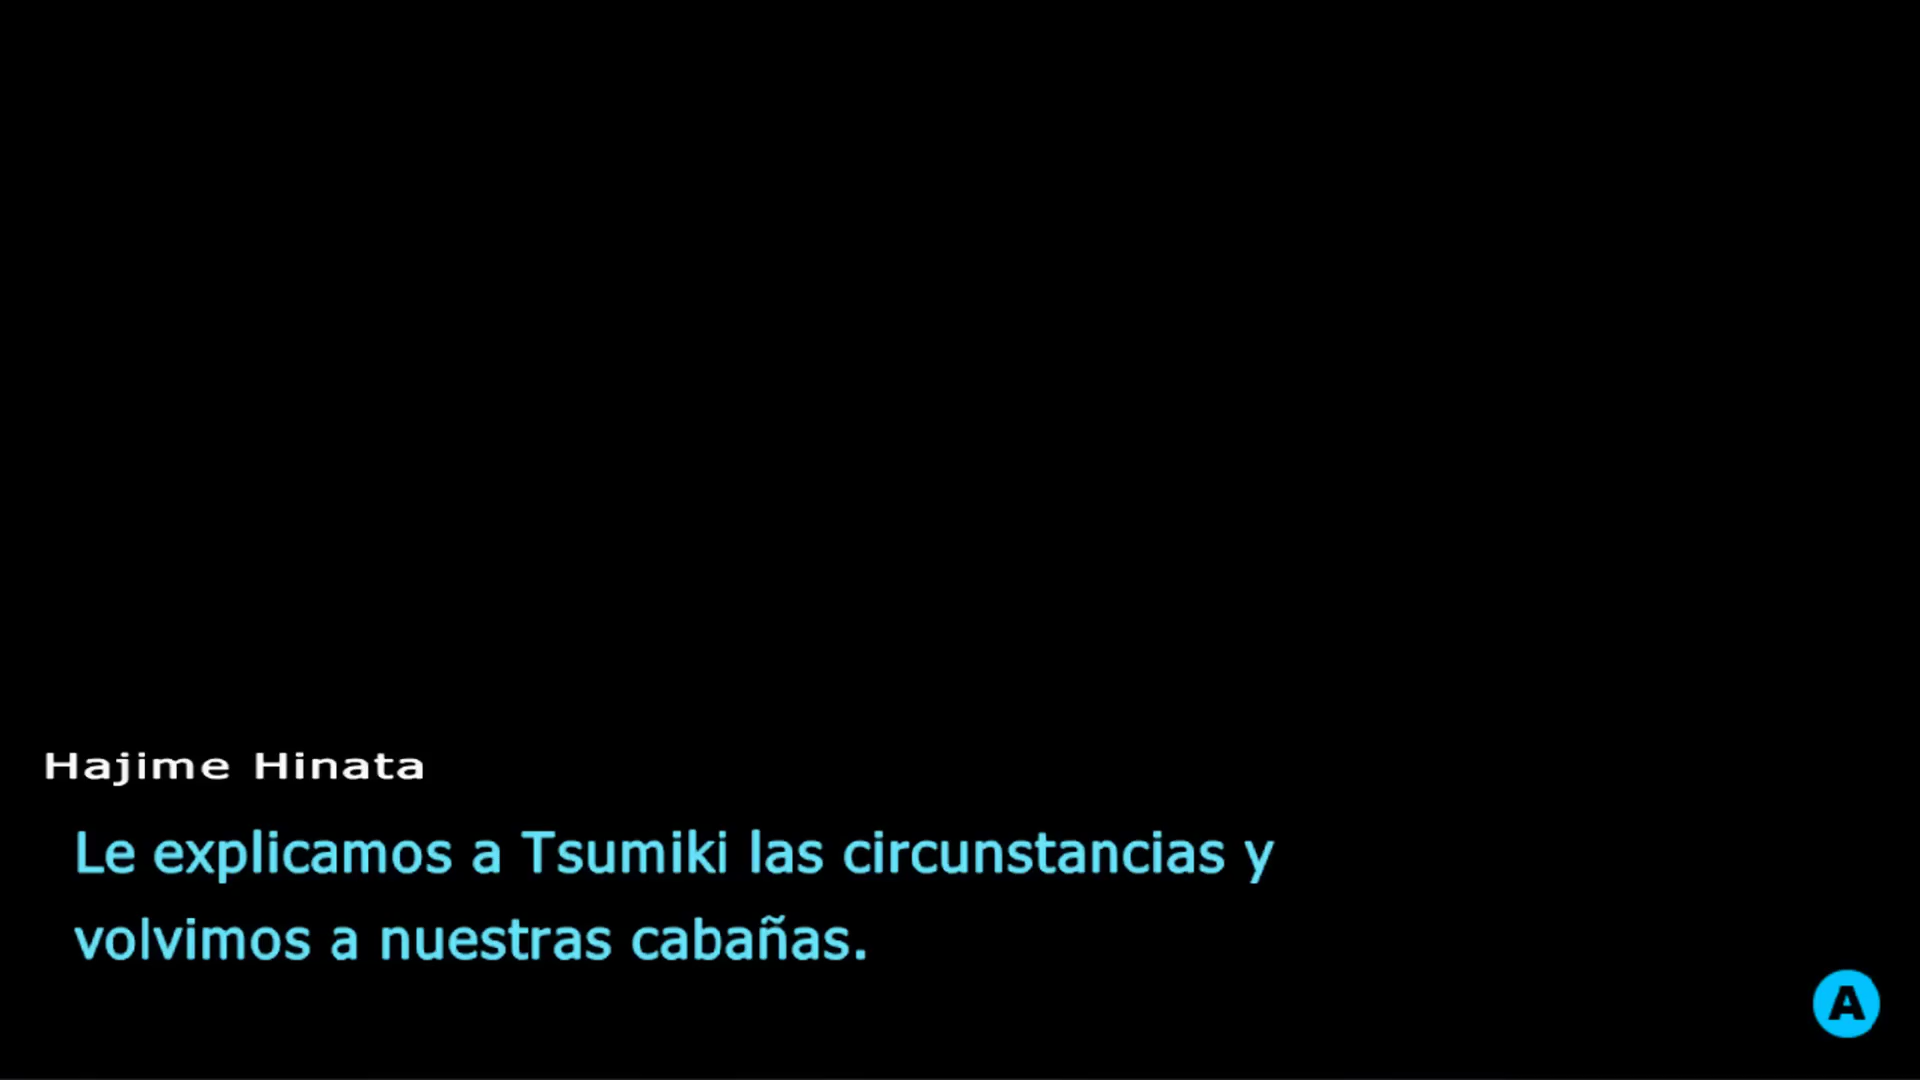 Hajime Hinata
Le explicamos a Tsumiki las circunstancias y
volvimos a nuestras cabañas.
A